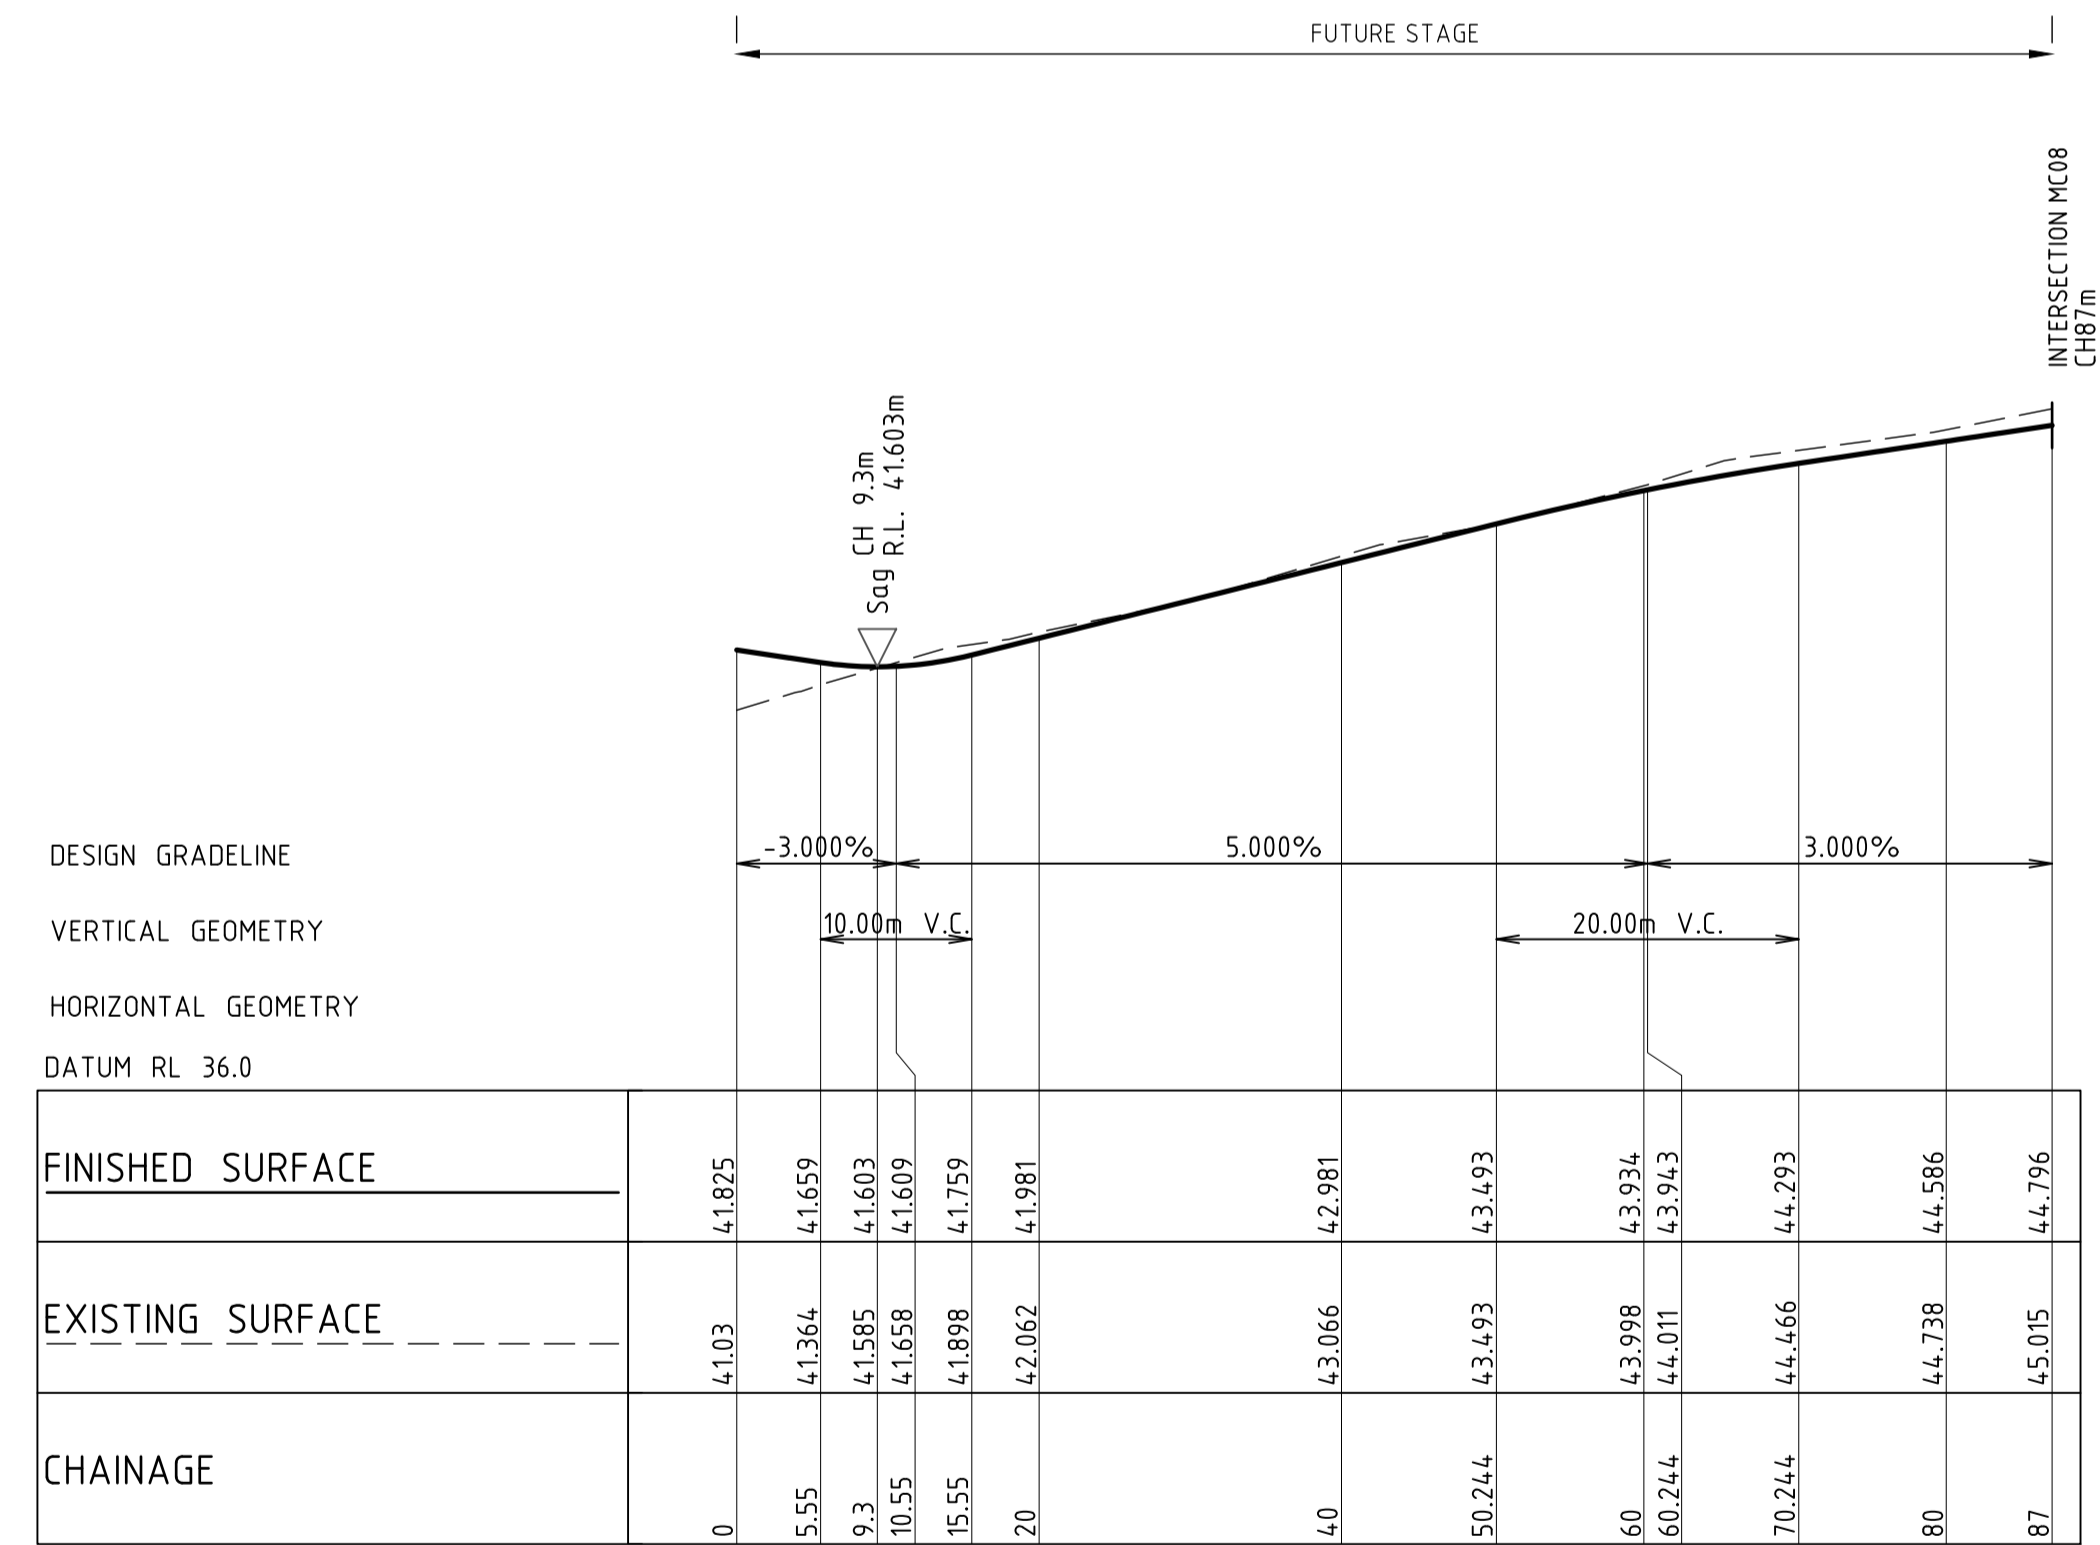 FUTURE STAGE
INTERSECTION MC08
CH87m
Sag CH 9.3m
R.L. 41.603m
DESIGN GRADELINE -3.000% 5.000% 3.000%
VERTICAL GEOMETRY 10.00m V.C. 20.00m V.C.
HORIZONTAL GEOMETRY
DATUM RL 36.0
FINISHED SURFACE 41.825 41.659 41.603 41.609 41.759 41.981 42.981 43.493 43.934 43.943 44.293 44.586 44.796
EXISTING SURFACE 41.03 41.364 41.585 41.658 41.898 42.062 43.066 43.493 43.998 44.011 44.466 44.738 45.015
CHAINAGE 0 5.55 9.3 10.55 15.55 20 40 50.244 60 60.244 70.244 80 87